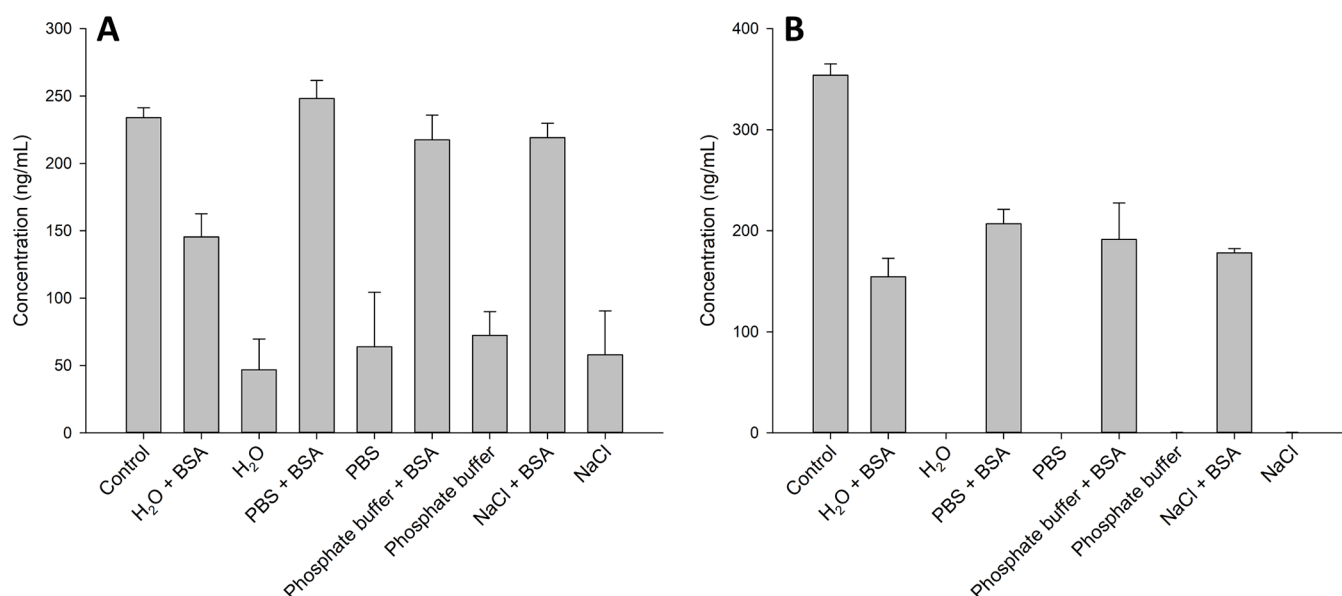 A
Concentration (ng/mL)
300
250
200
150
100
50
0
Control
H₂O + BSA
H₂O
PBS + BSA
PBS
Phosphate buffer + BSA
Phosphate buffer
NaCl + BSA
NaCl
B
Concentration (ng/mL)
400
300
200
100
0
Control
H₂O + BSA
H₂O
PBS + BSA
PBS
Phosphate buffer + BSA
Phosphate buffer
NaCl + BSA
NaCl